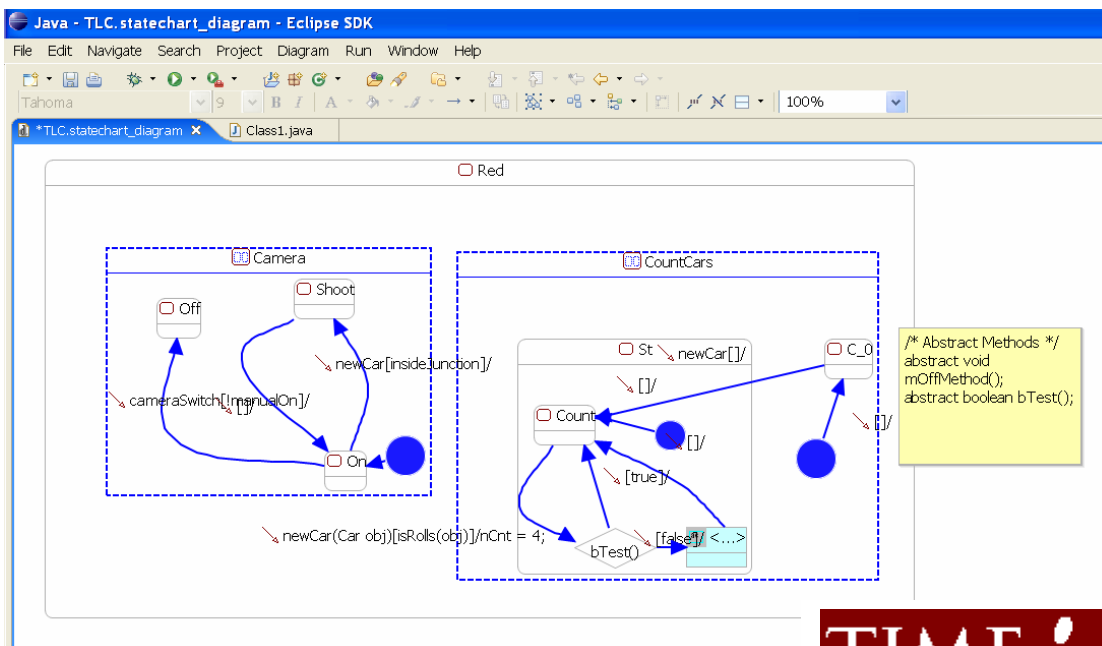 Java - TLC.statechart_diagram - Eclipse SDK
File Edit Navigate Search Project Diagram Run Window Help
Tahoma 9 B I A 100%
*TLC.statechart_diagram Class1.java
Red
Camera
CountCars
Shoot
Off
newCar[insideJunction]/
cameraSwitch[!manualOn]/
[]/
On
St
newCar[]/
C_0
[]/
Count
[]/
[]/
[true]/
newCar(Car obj)[isRolls(obj)]/nCnt = 4;
[false]/ <...>
bTest()
/* Abstract Methods */
abstract void
mOffMethod();
abstract boolean bTest();